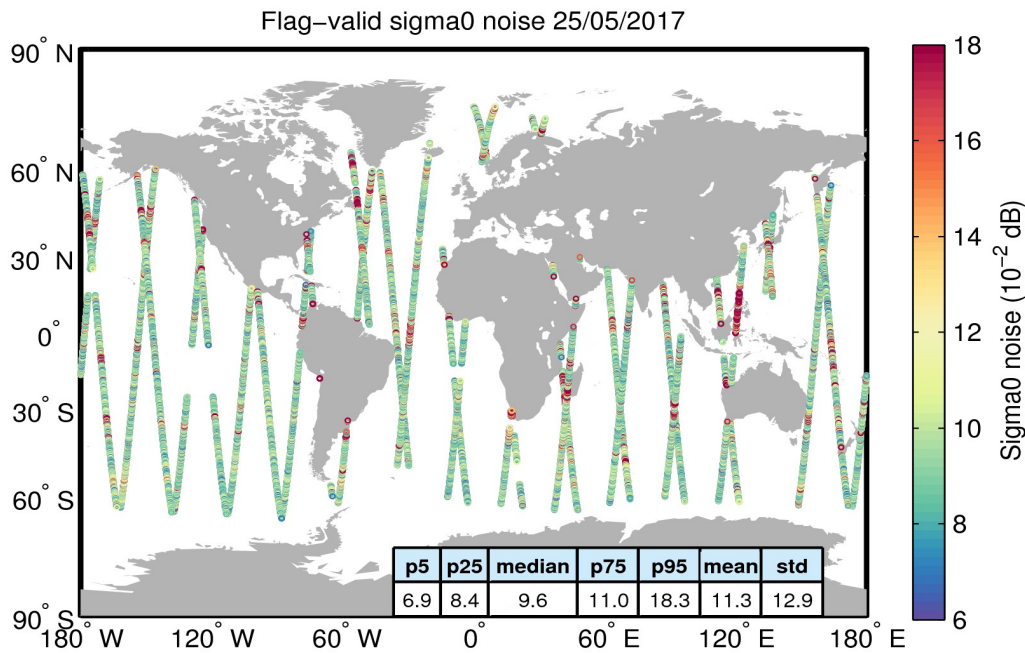 Flag−valid sigma0 noise 25/05/2017
90° N
60° N
30° N
0°
30° S
60° S
90° S
180° W
120° W
60° W
0°
60° E
120° E
180° E
p5 p25 median p75 p95 mean std
6.9 8.4 9.6 11.0 18.3 11.3 12.9
18
16
14
12
10
8
6
Sigma0 noise (10⁻² dB)